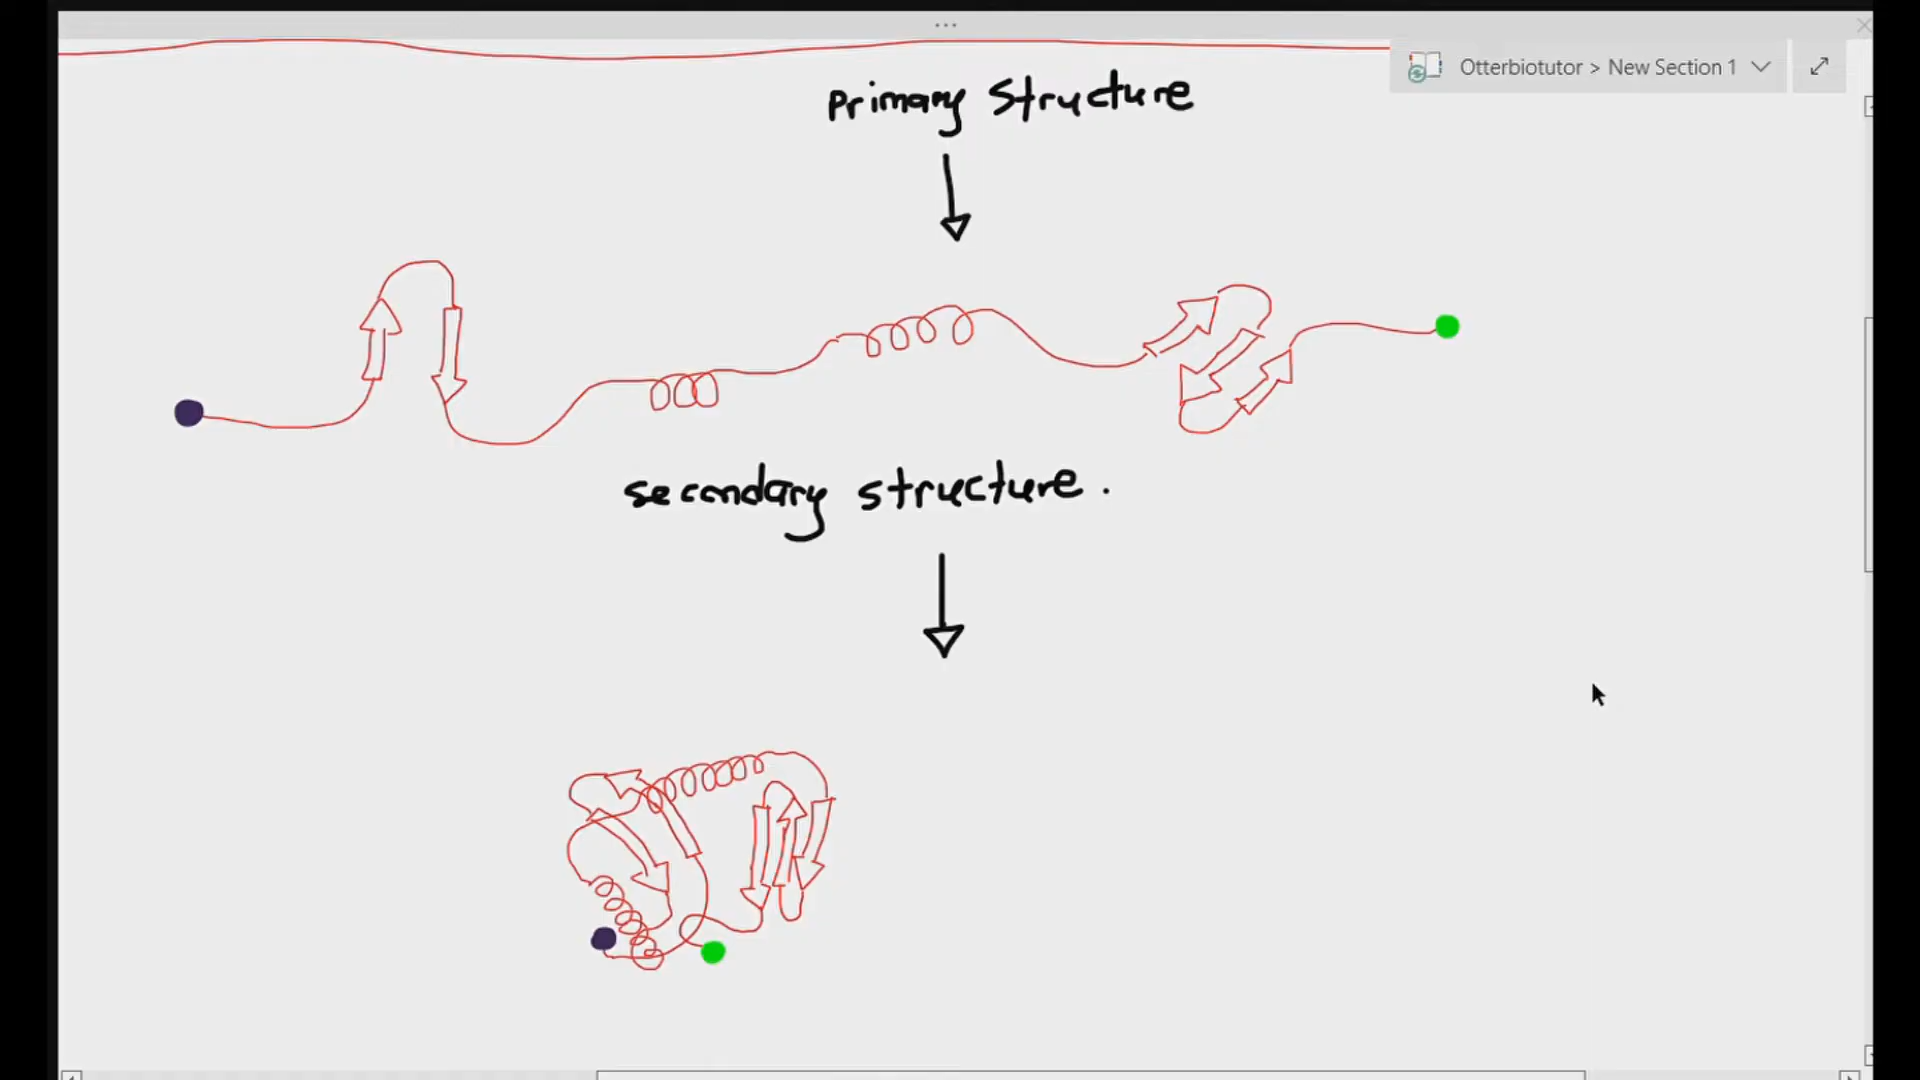 Otterbiotutor > New Section 1
Primary Structure
secondary structure.